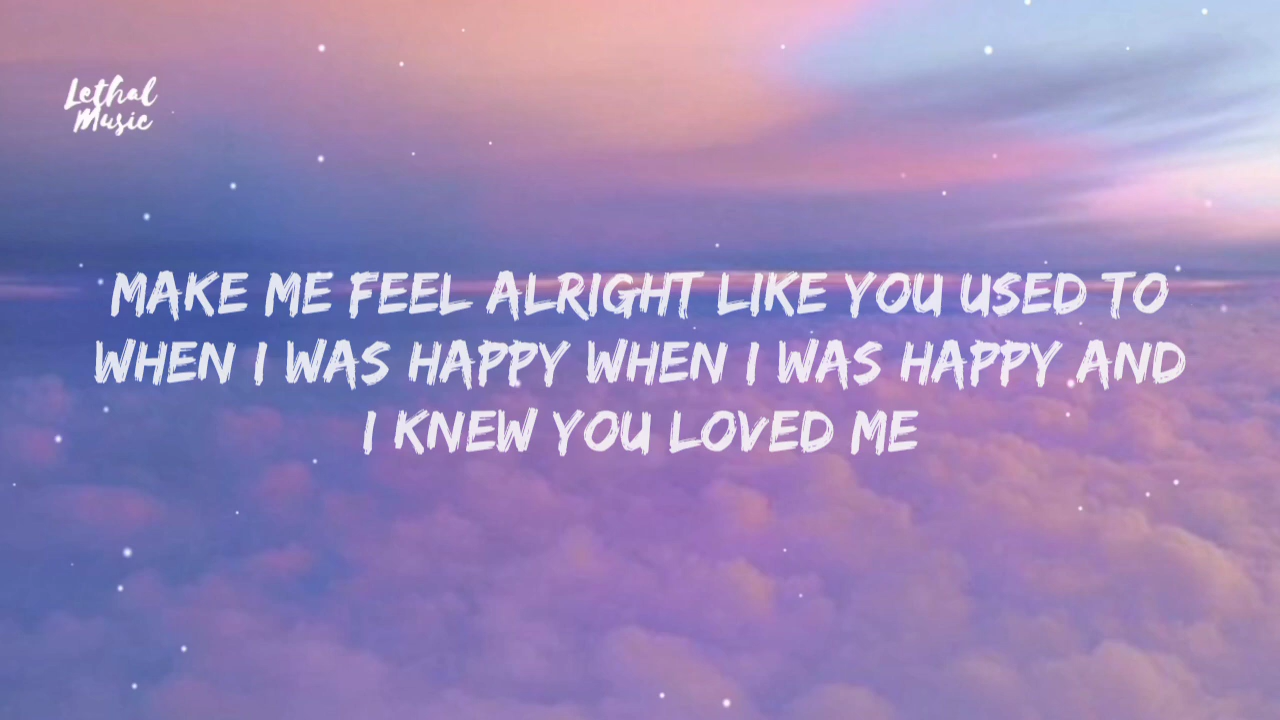 Lethal
Music
MAKE ME FEEL ALRIGHT LIKE YOU USED TO
WHEN I WAS HAPPY WHEN I WAS HAPPY AND
I KNEW YOU LOVED ME